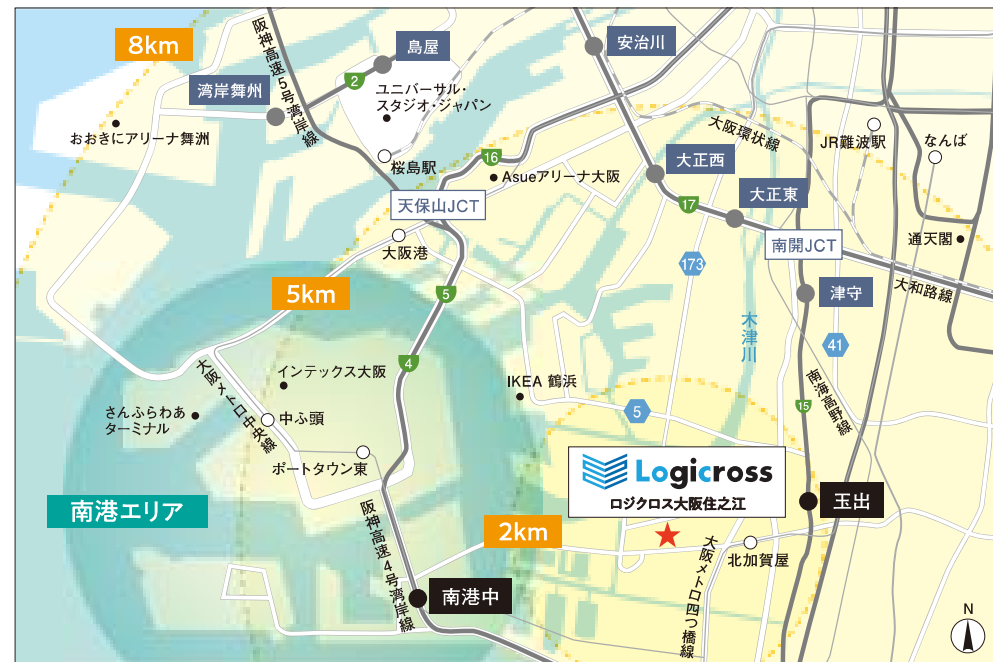 8km
阪神高速5号湾岸線
島屋
安治川
2
湾岸舞州
ユニバーサル・
スタジオ・ジャパン
おおきにアリーナ舞洲
大阪環状線
JR難波駅
なんば
桜島駅
16
Asueアリーナ大阪
大正西
大正東
17
天保山JCT
南開JCT
通天閣
大阪港
173
大和路線
5km
5
津守
木津川
41
4
インテックス大阪
IKEA 鶴浜
大阪メトロ中央線
さんふらわあ
ターミナル
中ふ頭
5
15
南海高野線
ポートタウン東
Logicross
ロジクロス大阪住之江
玉出
南港エリア
阪神高速4号湾岸線
2km
大阪メトロ四つ橋線
北加賀屋
南港中
N